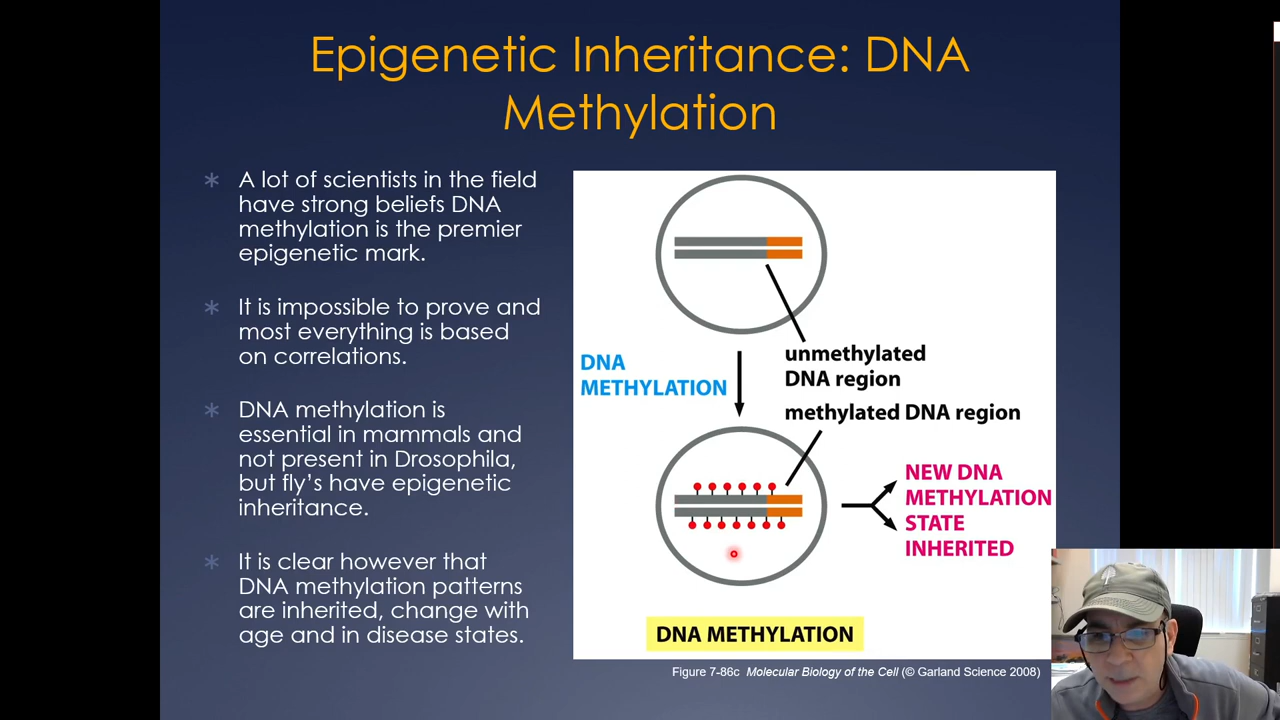 Epigenetic Inheritance: DNA
Methylation
* A lot of scientists in the field
have strong beliefs DNA
methylation is the premier
epigenetic mark.
* It is impossible to prove and
most everything is based
on correlations.
* DNA methylation is
essential in mammals and
not present in Drosophila,
but fly's have epigenetic
inheritance.
* It is clear however that
DNA methylation patterns
are inherited, change with
age and in disease states.
unmethylated
DNA region
DNA
METHYLATION
methylated DNA region
NEW DNA
METHYLATION
STATE
INHERITED
DNA METHYLATION
Figure 7-86c Molecular Biology of the Cell (© Garland Science 2008)